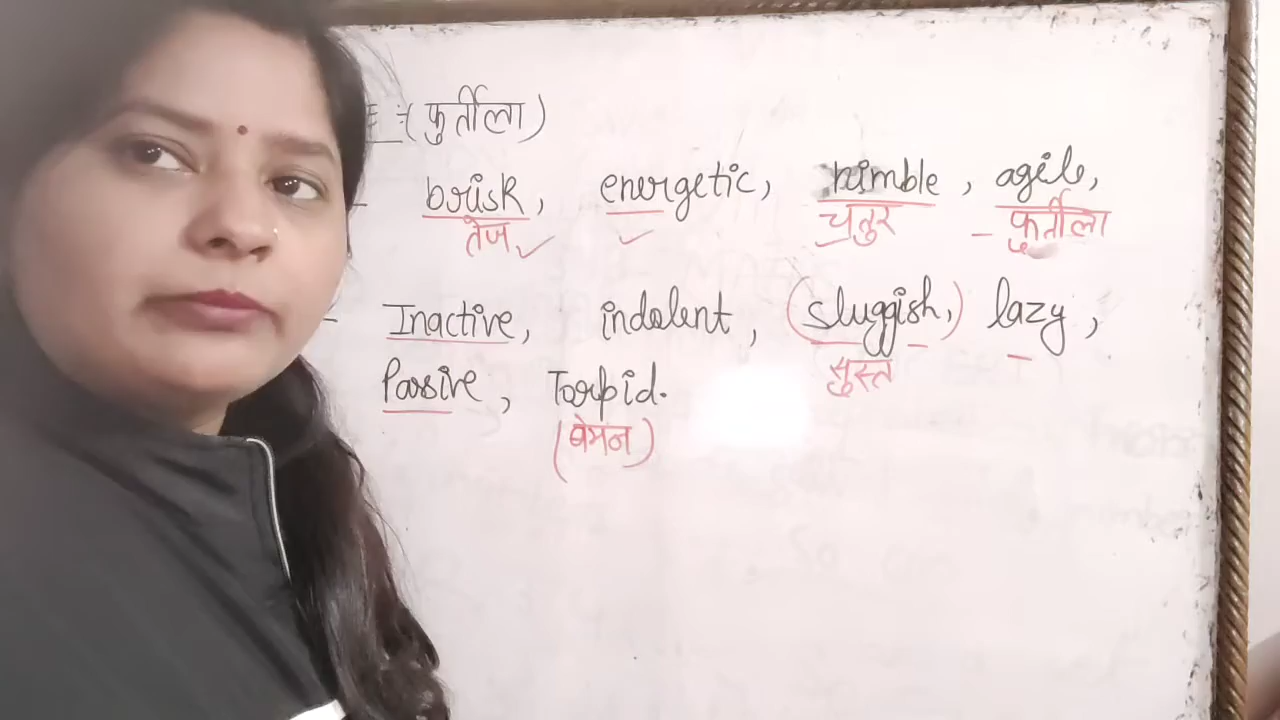 E :- (फुर्तीला)
- brisk, energetic, nimble, agile,
तेज ✓ ✓ चतुर - फुर्तीला
- Inactive, indolent, (sluggish,) lazy,
सुस्त
Passive, Torpid.
(बेमन)